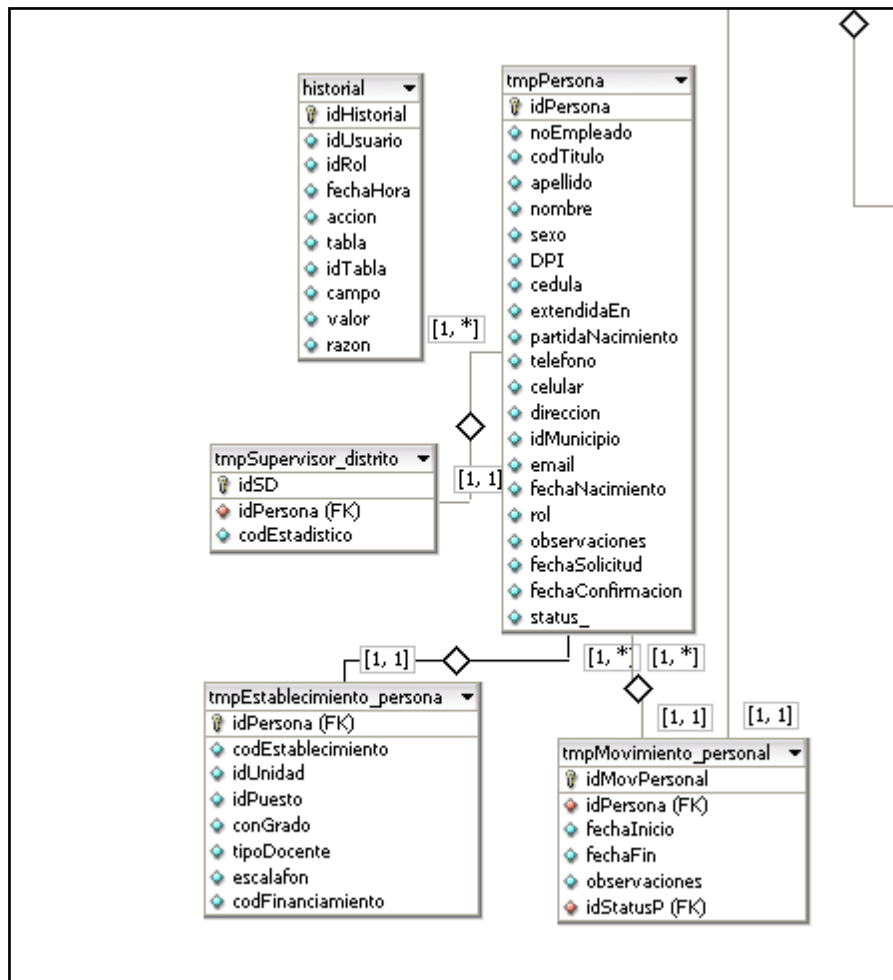 historial
idHistorial
idUsuario
idRol
fechaHora
accion
tabla
idTabla
campo
valor
razon
tmpPersona
idPersona
noEmpleado
codTitulo
apellido
nombre
sexo
DPI
cedula
extendidaEn
partidaNacimiento
telefono
celular
direccion
idMunicipio
email
fechaNacimiento
rol
observaciones
fechaSolicitud
fechaConfirmacion
status_
[1, *]
tmpSupervisor_distrito
idSD
idPersona (FK)
codEstadistico
[1, 1]
[1, 1]
[1, *]
[1, *]
tmpEstablecimiento_persona
idPersona (FK)
codEstablecimiento
idUnidad
idPuesto
conGrado
tipoDocente
escalafon
codFinanciamiento
[1, 1]
[1, 1]
tmpMovimiento_personal
idMovPersonal
idPersona (FK)
fechaInicio
fechaFin
observaciones
idStatusP (FK)